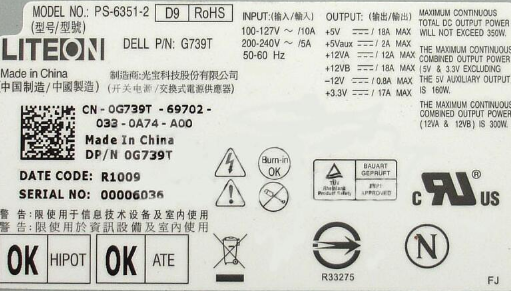 MODEL NO.: PS-6351-2 D9 RoHS
(型号/型號)
LITEON DELL P/N: G739T
Made in China 制造商:光宝科技股份有限公司
(中国制造/中國製造) (开关电源/交換式電源供應器)
CN-0G739T-69702-
033-0A74-A00
Made In China
DP/N 0G739T
DATE CODE: R1009
SERIAL NO: 00006036
INPUT:(输入/輸入)
100-127V ～ /10A
200-240V ～ /5A
50-60 Hz
OUTPUT: (输出/輸出)
+5V /18A MAX
+5Vaux /2A MAX
+12VA /12A MAX
+12VB /18A MAX
-12V /0.8A MAX
+3.3V /17A MAX
MAXIMUM CONTINUOUS
TOTAL DC OUTPUT POWER
WILL NOT EXCEED 350W.
THE MAXIMUM CONTINUOUS
COMBINED OUTPUT POWER
(5V & 3.3V EXCLUDING
THE 5V AUXILIARY OUTPUT)
IS 160W.
THE MAXIMUM CONTINUOUS
COMBINED OUTPUT POWER
(12VA & 12VB) IS 300W.
Burn-in
OK
BAUART
GEPRÜFT
TYPE
APPROVED
c RU US
警 告:限使用于信息技术设备及室内使用
警 告:限使用於資訊設備及室內使用
OK HIPOT OK ATE
R33275
N
FJ